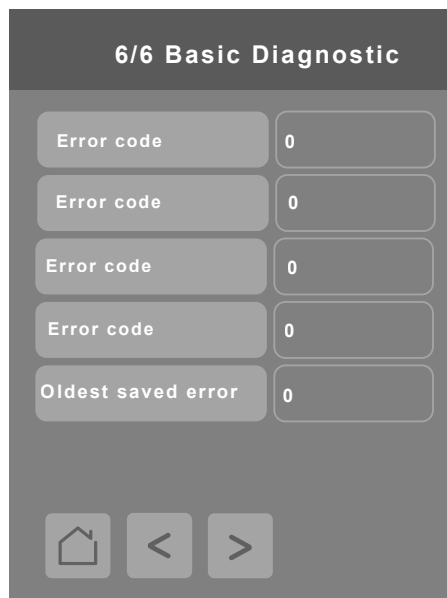 6/6 Basic Diagnostic
Error code 0
Error code 0
Error code 0
Error code 0
Oldest saved error 0
< >